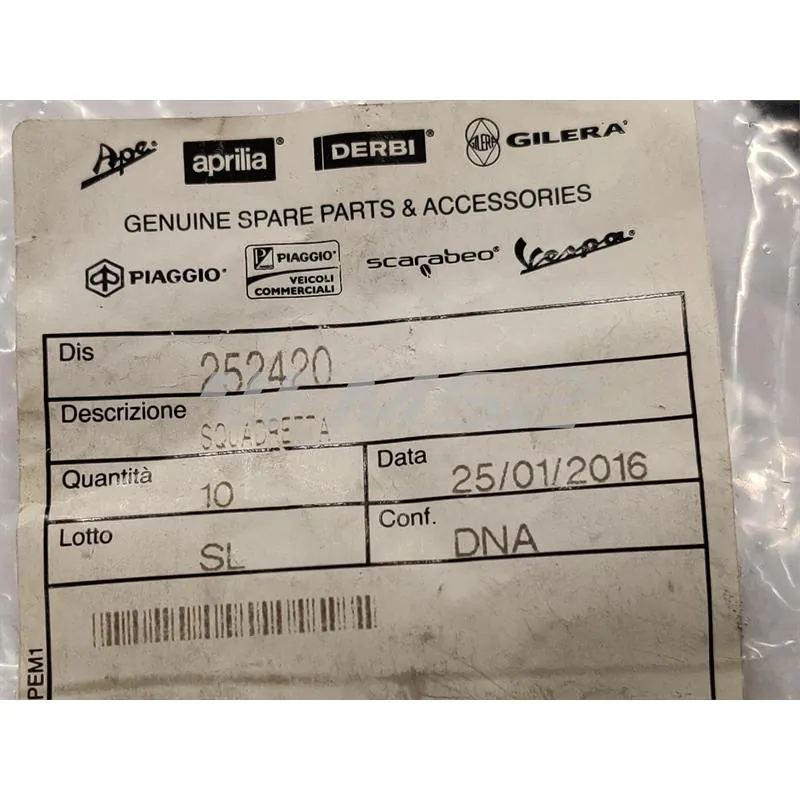 Ape® aprilia® DERBI® GILERA GILERA®
GENUINE SPARE PARTS & ACCESSORIES
PIAGGIO® PIAGGIO® VEICOLI COMMERCIALI scarabeo® Vespa®
Dis 252420
Descrizione SQUADRETTA
Quantità 10 Data 25/01/2016
Lotto SL Conf. DNA
PEM1